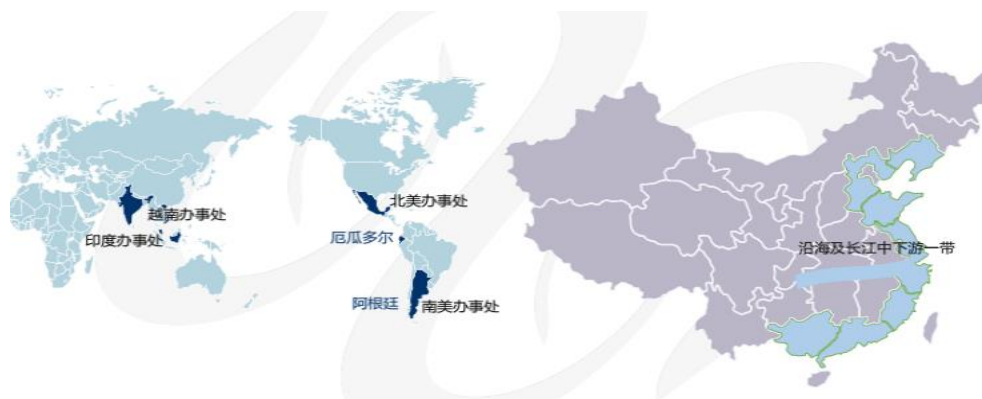 北美办事处
越南办事处
印度办事处
厄瓜多尔
沿海及长江中下游一带
阿根廷
南美办事处